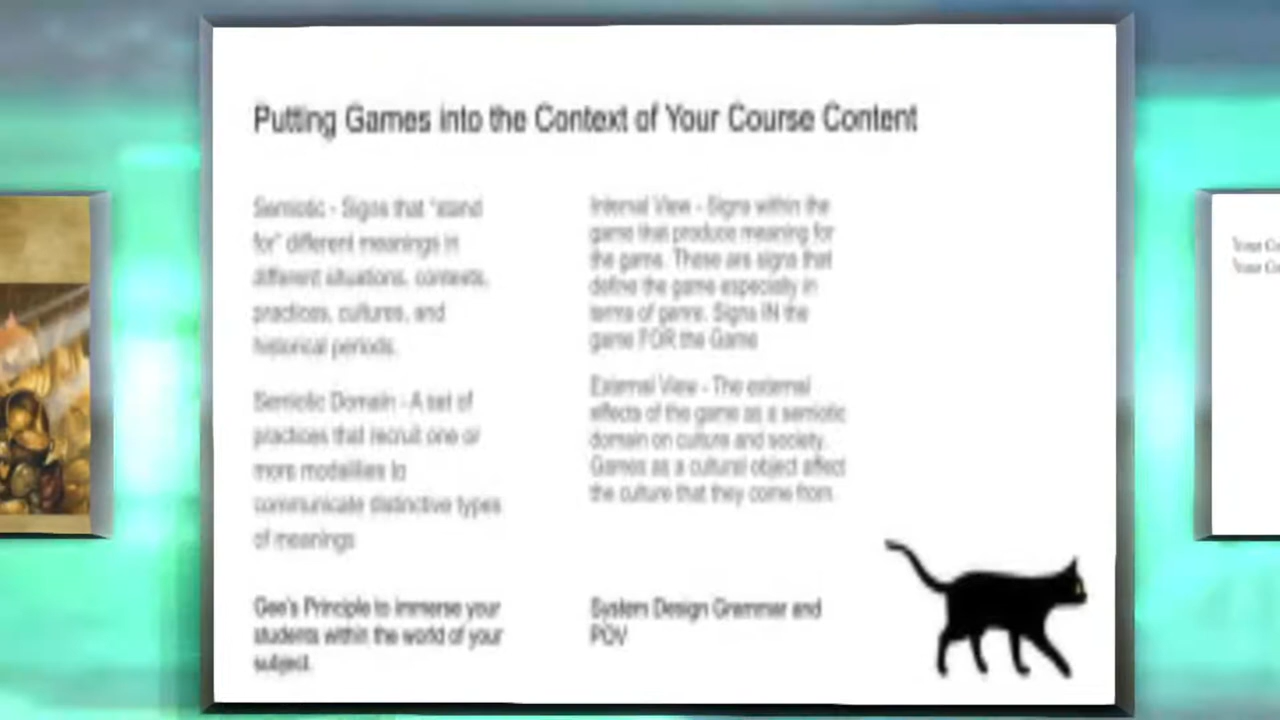 Putting Games into the Context of Your Course Content
Semiotic - Signs that "stand
for" different meanings in
different situations, contexts,
practices, cultures, and
historical periods.
Semiotic Domain - A set of
practices that recruit one or
more modalities to
communicate distinctive types
of meanings
Gee's Principle to immerse your
students within the world of your
subject.
Internal View - Signs within the
game that produce meaning for
the game. These are signs that
define the game especially in
terms of genre. Signs IN the
game FOR the Game
External View - The external
effects of the game as a semiotic
domain on culture and society.
Games as a cultural object affect
the culture that they come from
System Design Grammar and
POV
Your
Your